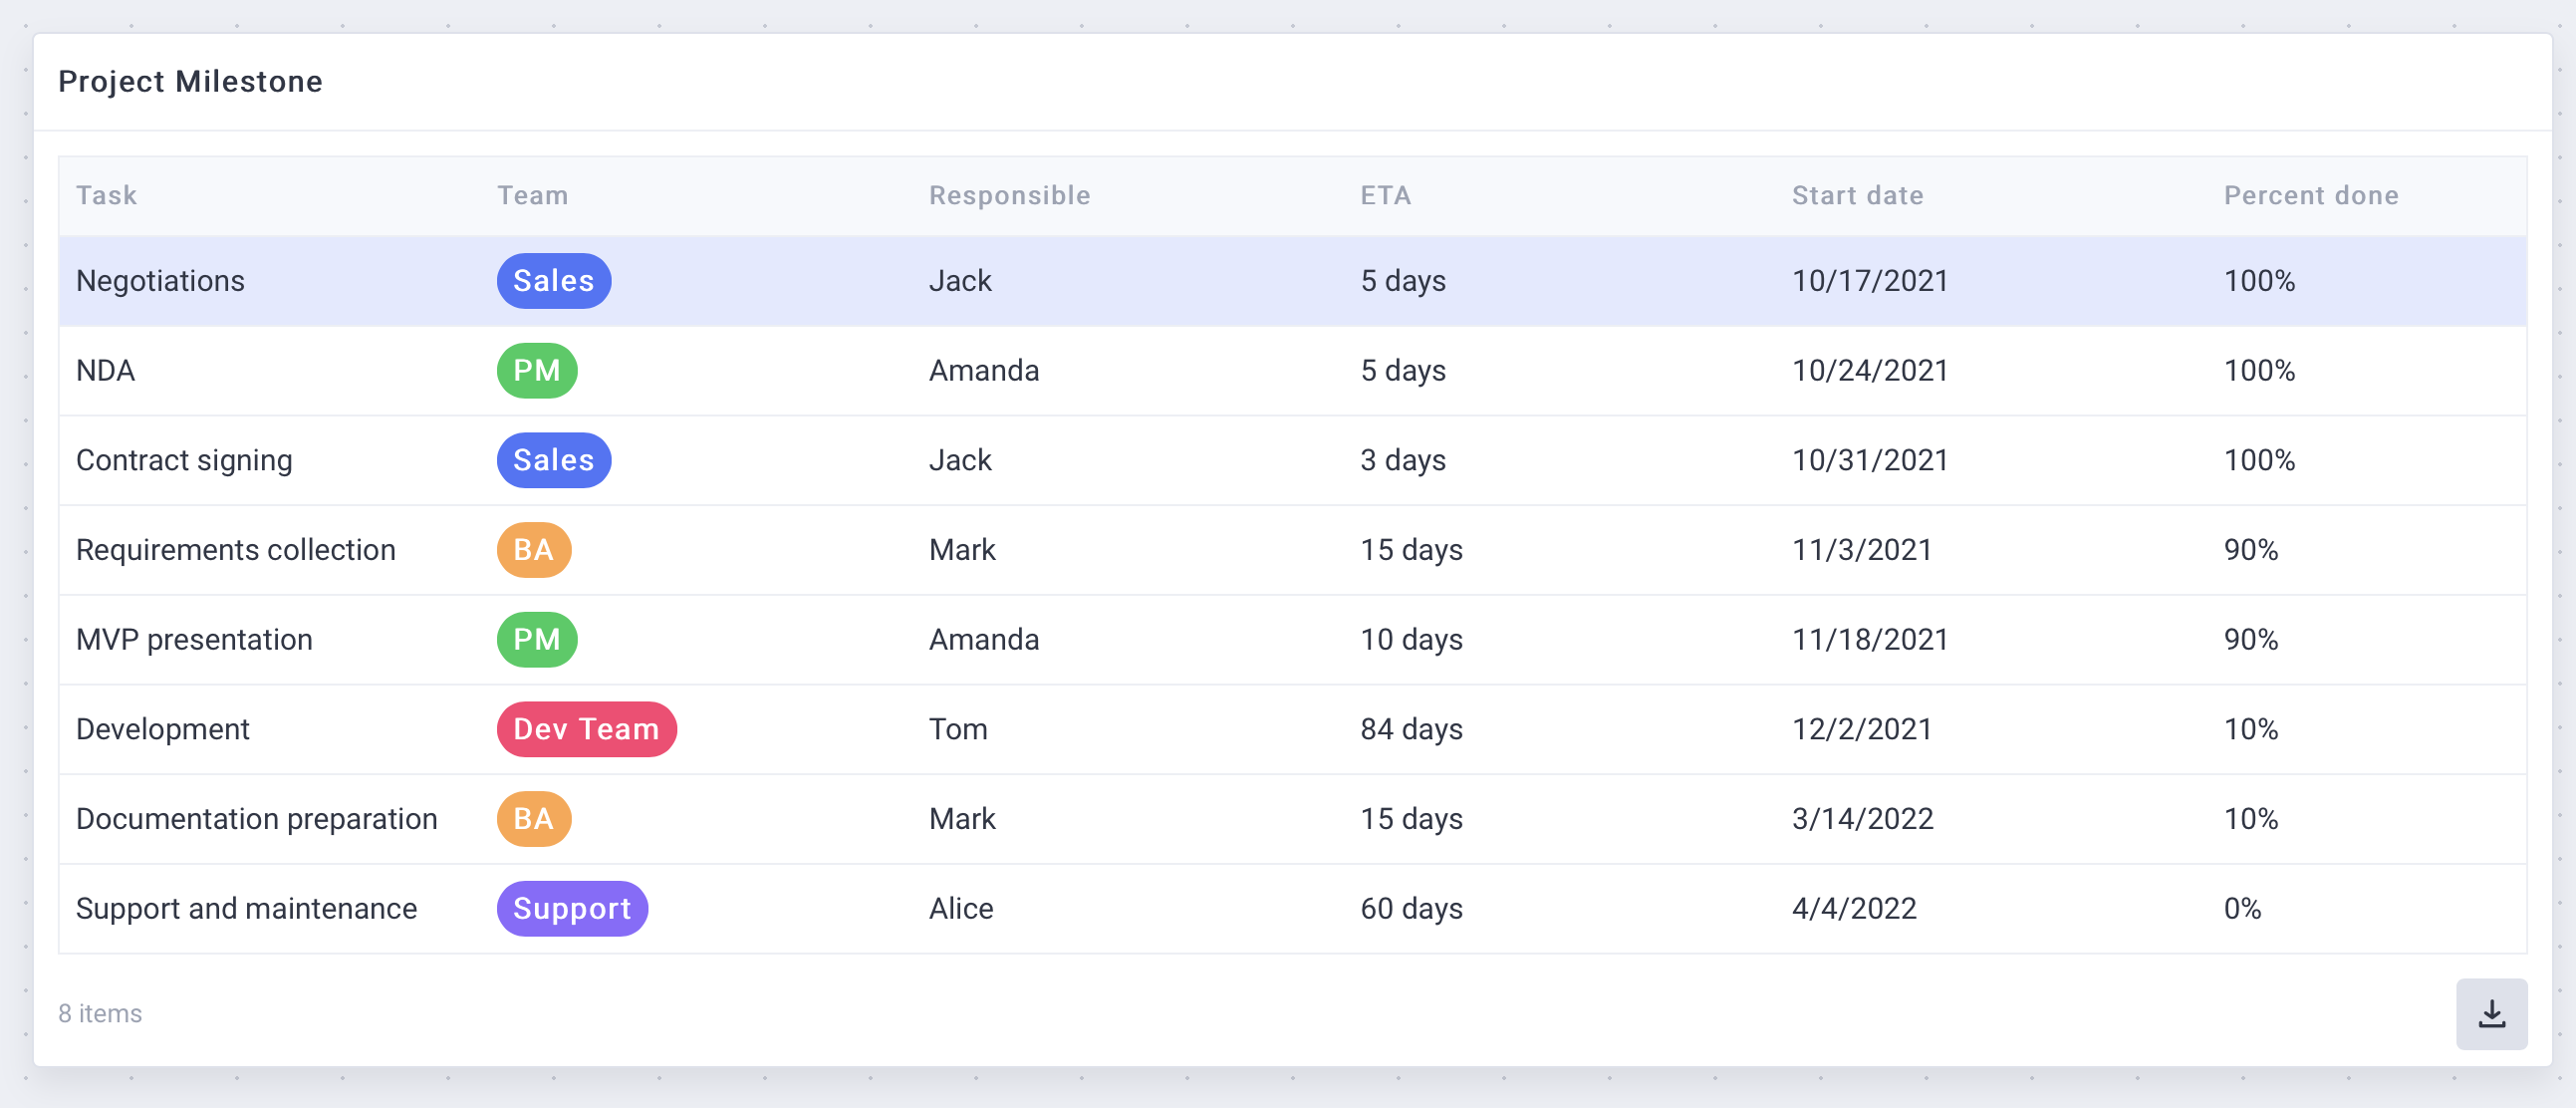 Project Milestone
Task Team Responsible ETA Start date Percent done
Negotiations Sales Jack 5 days 10/17/2021 100%
NDA PM Amanda 5 days 10/24/2021 100%
Contract signing Sales Jack 3 days 10/31/2021 100%
Requirements collection BA Mark 15 days 11/3/2021 90%
MVP presentation PM Amanda 10 days 11/18/2021 90%
Development Dev Team Tom 84 days 12/2/2021 10%
Documentation preparation BA Mark 15 days 3/14/2022 10%
Support and maintenance Support Alice 60 days 4/4/2022 0%
8 items